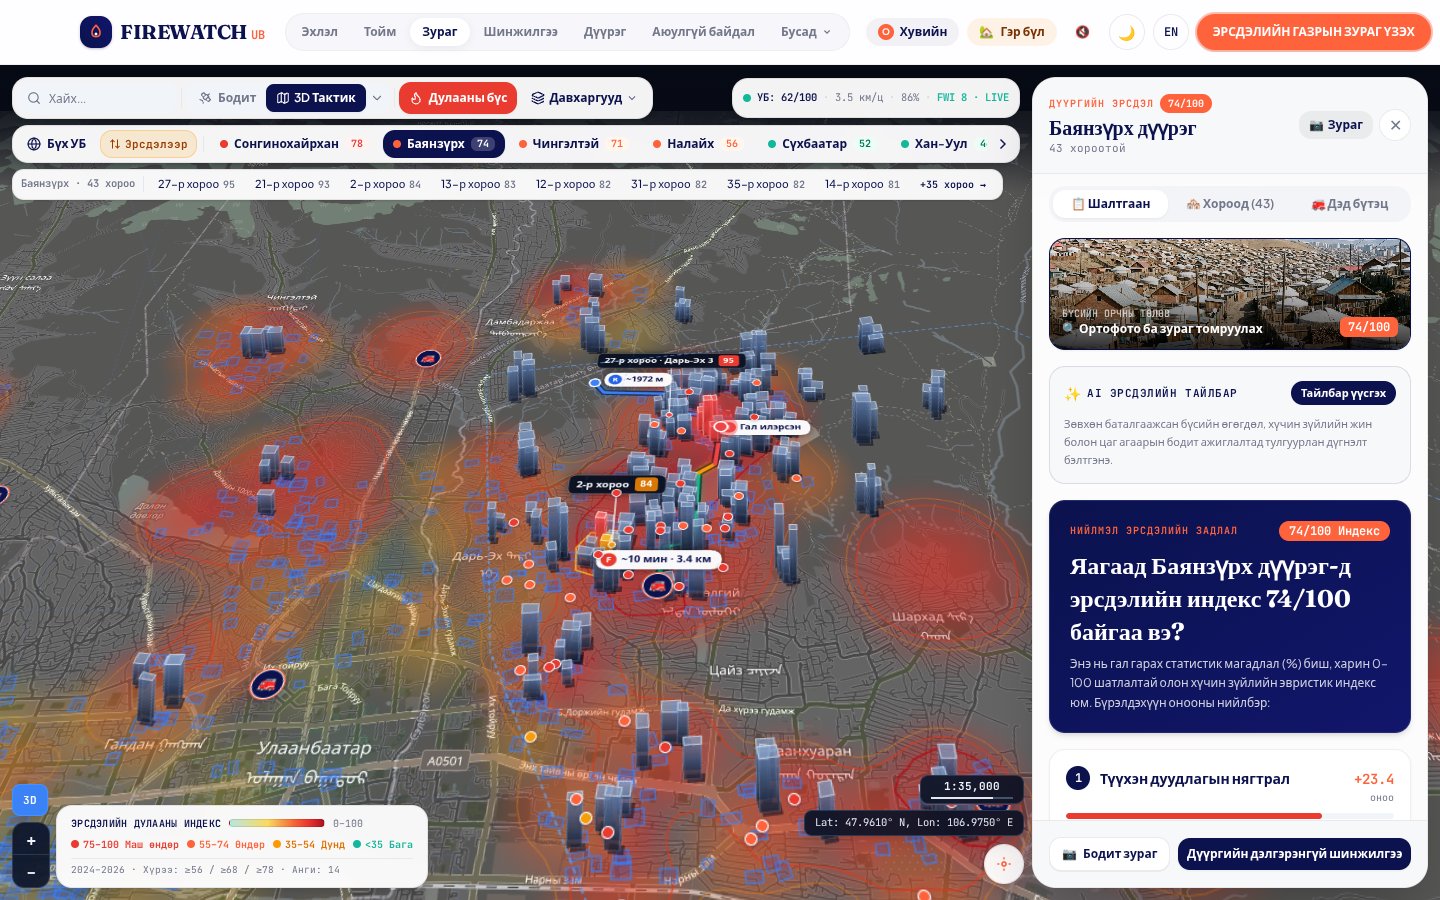 FIREWATCH UB
Эхлэл
Тойм
Зураг
Шинжилгээ
Дүүрэг
Аюулгүй байдал
Бусад
Хувийн
Гэр бүл
EN
ЭРСДЭЛИЙН ГАЗРЫН ЗУРАГ ҮЗЭХ
Хайх...
Бодит
3D Тактик
Дулааны бүс
Давхаргууд
УБ: 62/100 · 3.5 км/ц · 86% · FWI 8 · LIVE
Бүх УБ
Эрсдэлээр
Сонгинохайрхан 78
Баянзүрх 74
Чингэлтэй 71
Налайх 56
Сүхбаатар 52
Хан-Уул 4
Баянзүрх · 43 хороо
27-р хороо 95
21-р хороо 93
2-р хороо 84
13-р хороо 83
12-р хороо 82
31-р хороо 82
35-р хороо 82
14-р хороо 81
+35 хороо →
Чингэлтэй
Дамбадаржаа
27-р хороо · Дарь-Эх 3 95
~1972 м
Гал илэрсэн
2-р хороо 84
Дарь-Эх
~10 мин · 3.4 км
Шархад
Цайз
Их тойруу
Бага тойруу
Да хүрээ гудамж
Б.Доржийн гудамж
Гандан
Улаанбаатар
A0501
Нарны зам
Нарны зам
1:35,000
Lat: 47.9610° N, Lon: 106.9750° E
3D
+
−
ЭРСДЭЛИЙН ДУЛААНЫ ИНДЕКС 0–100
75–100 Маш өндөр
55–74 Өндөр
35–54 Дунд
<35 Бага
2024–2026 · Хүрээ: ≥56 / ≥68 / ≥78 · Анги: 14
ДҮҮРГИЙН ЭРСДЭЛ 74/100
Баянзүрх дүүрэг
43 хороотой
Зураг
Шалтгаан
Хороод (43)
Дэд бүтэц
БҮСИЙН ОРЧНЫ ТӨЛӨВ
Ортофото ба зураг томруулах
74/100
AI ЭРСДЭЛИЙН ТАЙЛБАР
Тайлбар үүсгэх
Зөвхөн баталгаажсан бүсийн өгөгдөл, хүчин зүйлийн жин
болон цаг агаарын бодит ажиглалтад тулгуурлан дүгнэлт
бэлтгэнэ.
НИЙЛМЭЛ ЭРСДЭЛИЙН ЗАДЛАЛ
74/100 Индекс
Яагаад Баянзүрх дүүрэг-д
эрсдэлийн индекс 74/100
байгаа вэ?
Энэ нь гал гарах статистик магадлал (%) биш, харин 0–
100 шатлалтай олон хүчин зүйлийн эвристик индекс
юм. Бүрэлдэхүүн онооны нийлбэр:
1 Түүхэн дуудлагын нягтрал +23.4
оноо
Бодит зураг
Дүүргийн дэлгэрэнгүй шинжилгээ